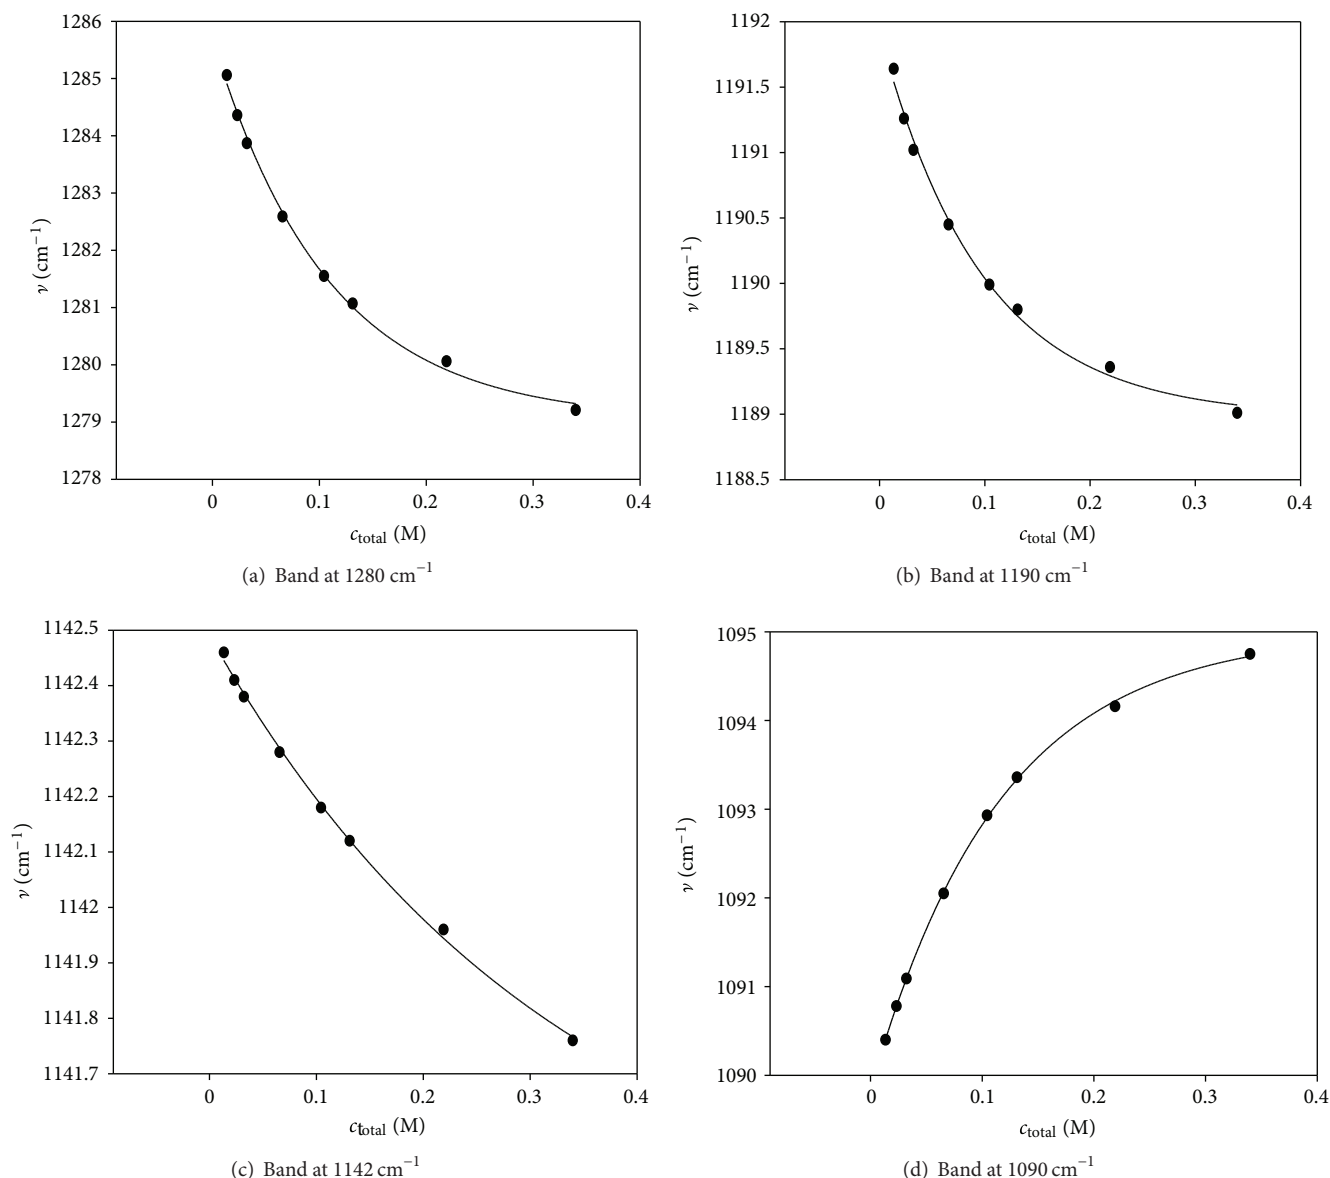 1286
1285
1284
1283
1282
1281
1280
1279
1278
ν (cm⁻¹)
0 0.1 0.2 0.3 0.4
c_total (M)
(a) Band at 1280 cm⁻¹
1192
1191.5
1191
1190.5
1190
1189.5
1189
1188.5
ν (cm⁻¹)
0 0.1 0.2 0.3 0.4
c_total (M)
(b) Band at 1190 cm⁻¹
1142.5
1142.4
1142.3
1142.2
1142.1
1142
1141.9
1141.8
1141.7
ν (cm⁻¹)
0 0.1 0.2 0.3 0.4
c_total (M)
(c) Band at 1142 cm⁻¹
1095
1094
1093
1092
1091
1090
ν (cm⁻¹)
0 0.1 0.2 0.3 0.4
c_total (M)
(d) Band at 1090 cm⁻¹